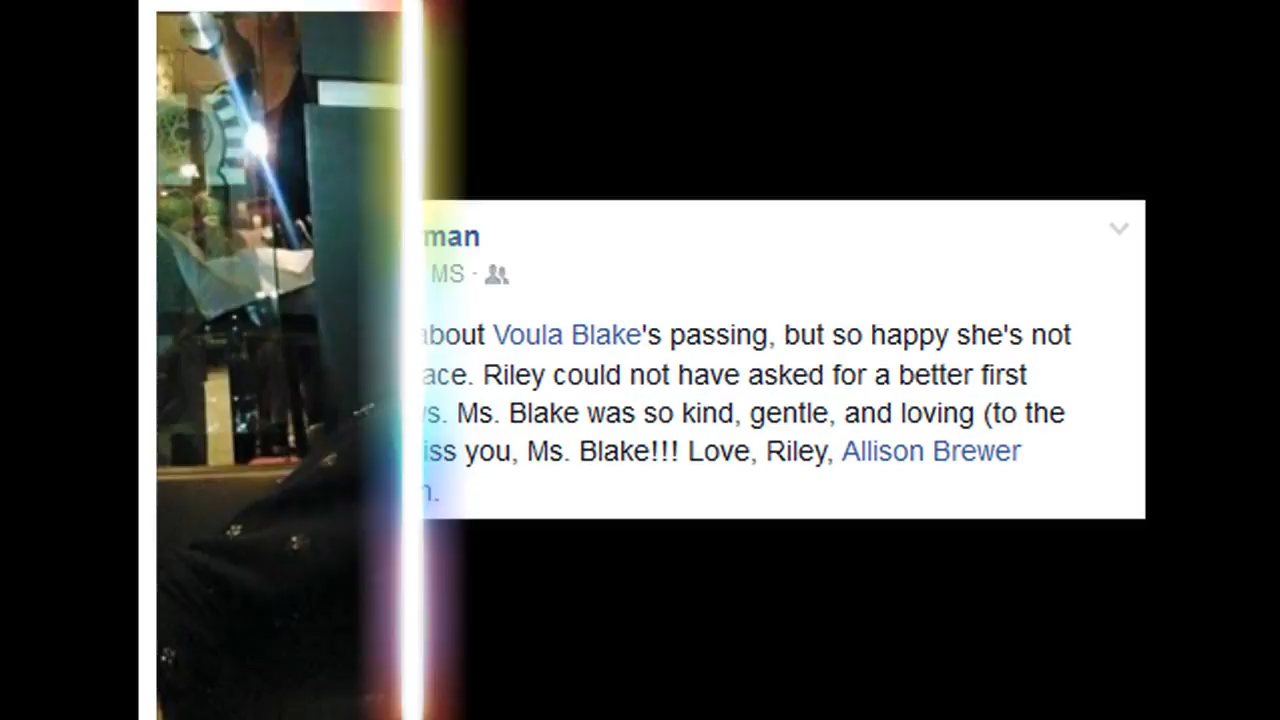 man
MS ·
about Voula Blake's passing, but so happy she's not
ace. Riley could not have asked for a better first
s. Ms. Blake was so kind, gentle, and loving (to the
iss you, Ms. Blake!!! Love, Riley, Allison Brewer
n.